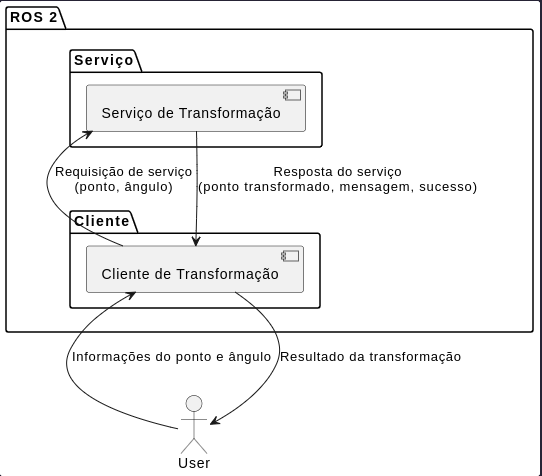 ROS 2
Serviço
Serviço de Transformação
Requisição de serviço
(ponto, ângulo)
Resposta do serviço
(ponto transformado, mensagem, sucesso)
Cliente
Cliente de Transformação
Informações do ponto e ângulo
Resultado da transformação
User